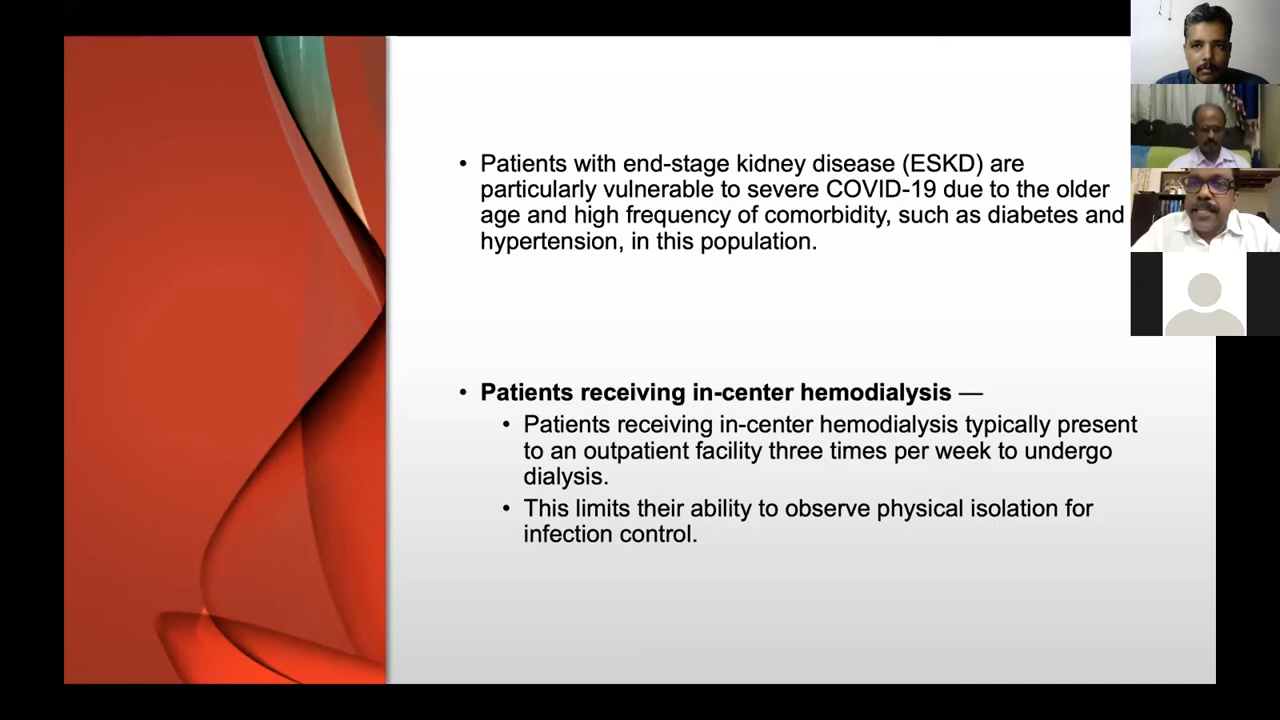 • Patients with end-stage kidney disease (ESKD) are
particularly vulnerable to severe COVID-19 due to the older
age and high frequency of comorbidity, such as diabetes and
hypertension, in this population.
• Patients receiving in-center hemodialysis —
• Patients receiving in-center hemodialysis typically present
to an outpatient facility three times per week to undergo
dialysis.
• This limits their ability to observe physical isolation for
infection control.